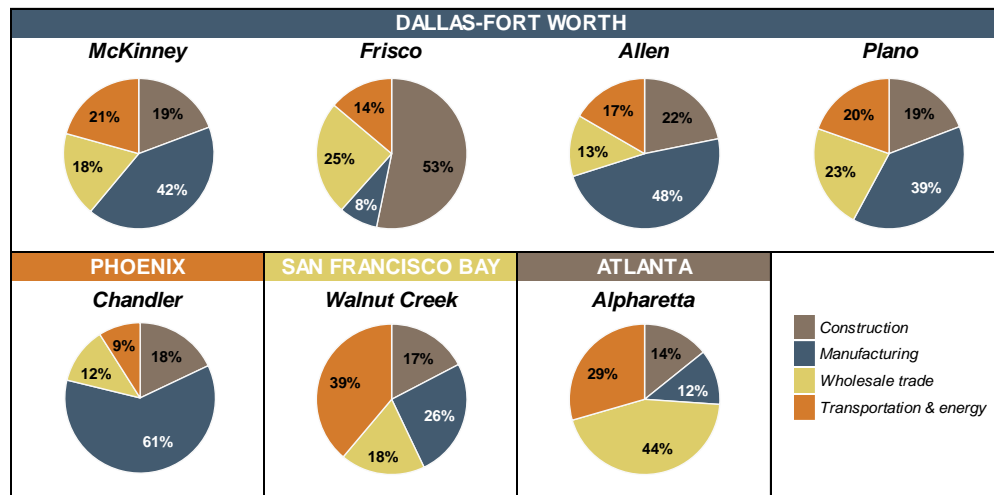 DALLAS-FORT WORTH
McKinney Frisco Allen Plano
21% 19% 18% 42%
14% 53% 25% 8%
17% 22% 13% 48%
20% 19% 23% 39%
PHOENIX SAN FRANCISCO BAY ATLANTA
Chandler Walnut Creek Alpharetta
9% 18% 12% 61%
17% 39% 26% 18%
14% 29% 12% 44%
Construction
Manufacturing
Wholesale trade
Transportation & energy